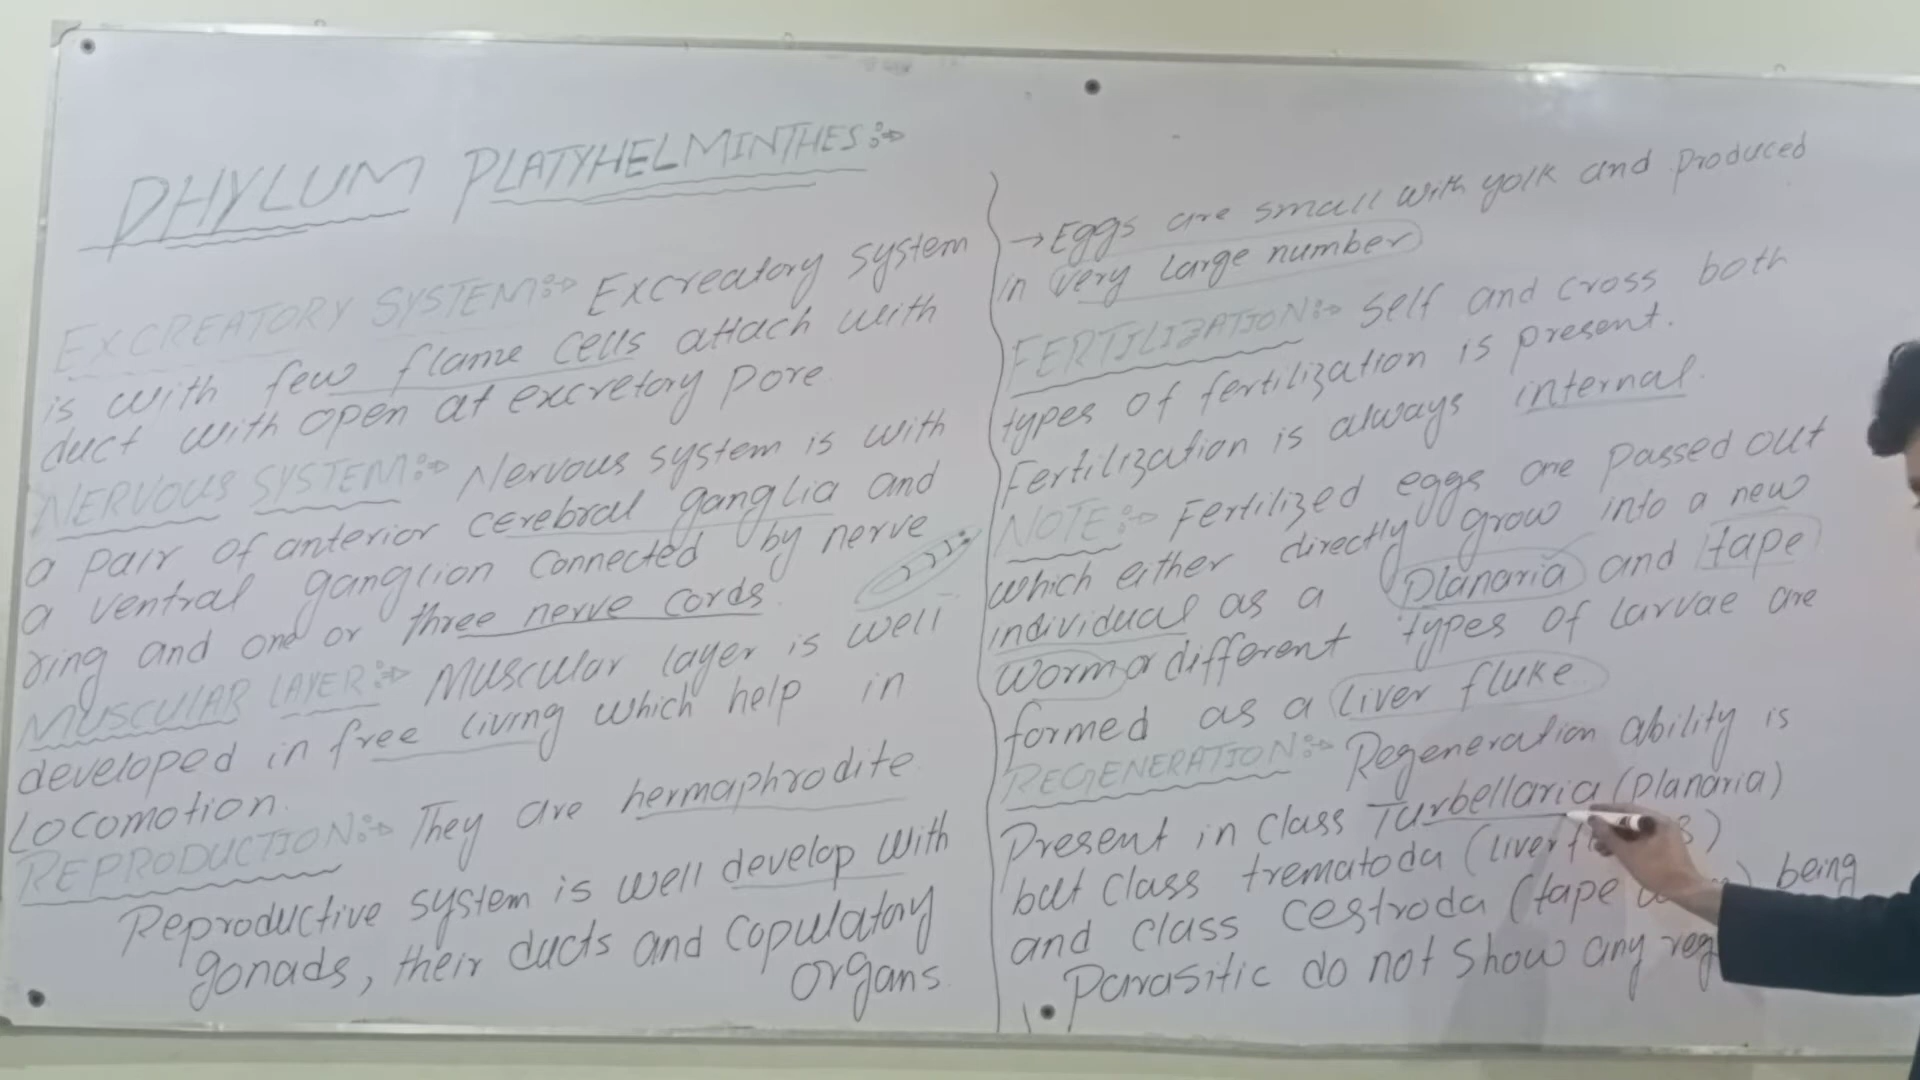 PHYLUM PLATYHELMINTHES:
EXCREATORY SYSTEM: Excreatory system
is with few flame cells attach with
duct with open at excretory pore
NERVOUS SYSTEM: Nervous system is with
a pair of anterior cerebral ganglia and
a ventral ganglion connected by nerve
ring and one or three nerve cords.
MUSCULAR LAYER: Muscular layer is well
developed in free living which help in
Locomotion.
REPRODUCTION: They are hermaphrodite.
Reproductive system is well develop with
gonads, their ducts and copulatory
organs.
→ Eggs are small with yolk and produced
in very large number
FERTILIZATION: Self and cross both
types of fertilization is present.
Fertilization is always internal.
NOTE: Fertilized eggs are passed out
which either directly grow into a new
individual as a planaria and tape
worm or different types of larvae are
formed as a liver fluke
REGENERATION: Regeneration ability is
Present in class Turbellaria (planaria)
but class trematoda (liver
and class cestroda (tape being
Parasitic do not show any